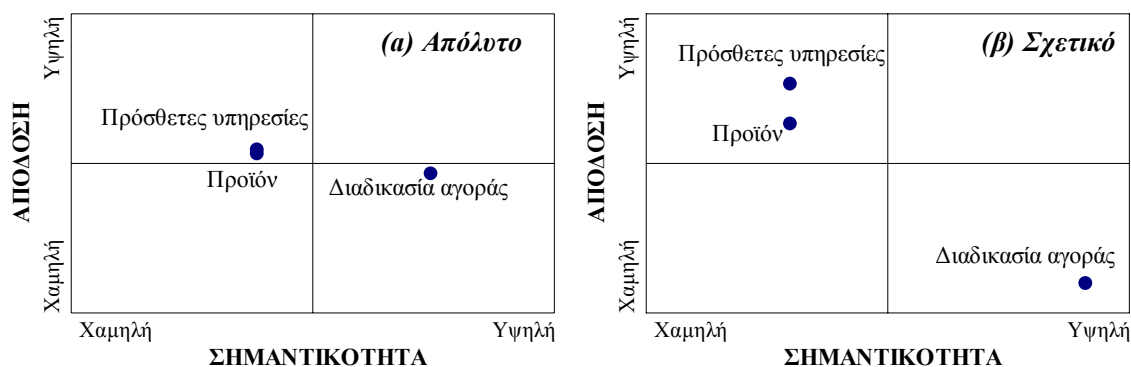 (α) Απόλυτο
Υψηλή
Πρόσθετες υπηρεσίες
Προϊόν
Διαδικασία αγοράς
ΑΠΟΔΟΣΗ
Χαμηλή
Χαμηλή
Υψηλή
ΣΗΜΑΝΤΙΚΟΤΗΤΑ
(β) Σχετικό
Υψηλή
Πρόσθετες υπηρεσίες
Προϊόν
ΑΠΟΔΟΣΗ
Διαδικασία αγοράς
Χαμηλή
Χαμηλή
Υψηλή
ΣΗΜΑΝΤΙΚΟΤΗΤΑ